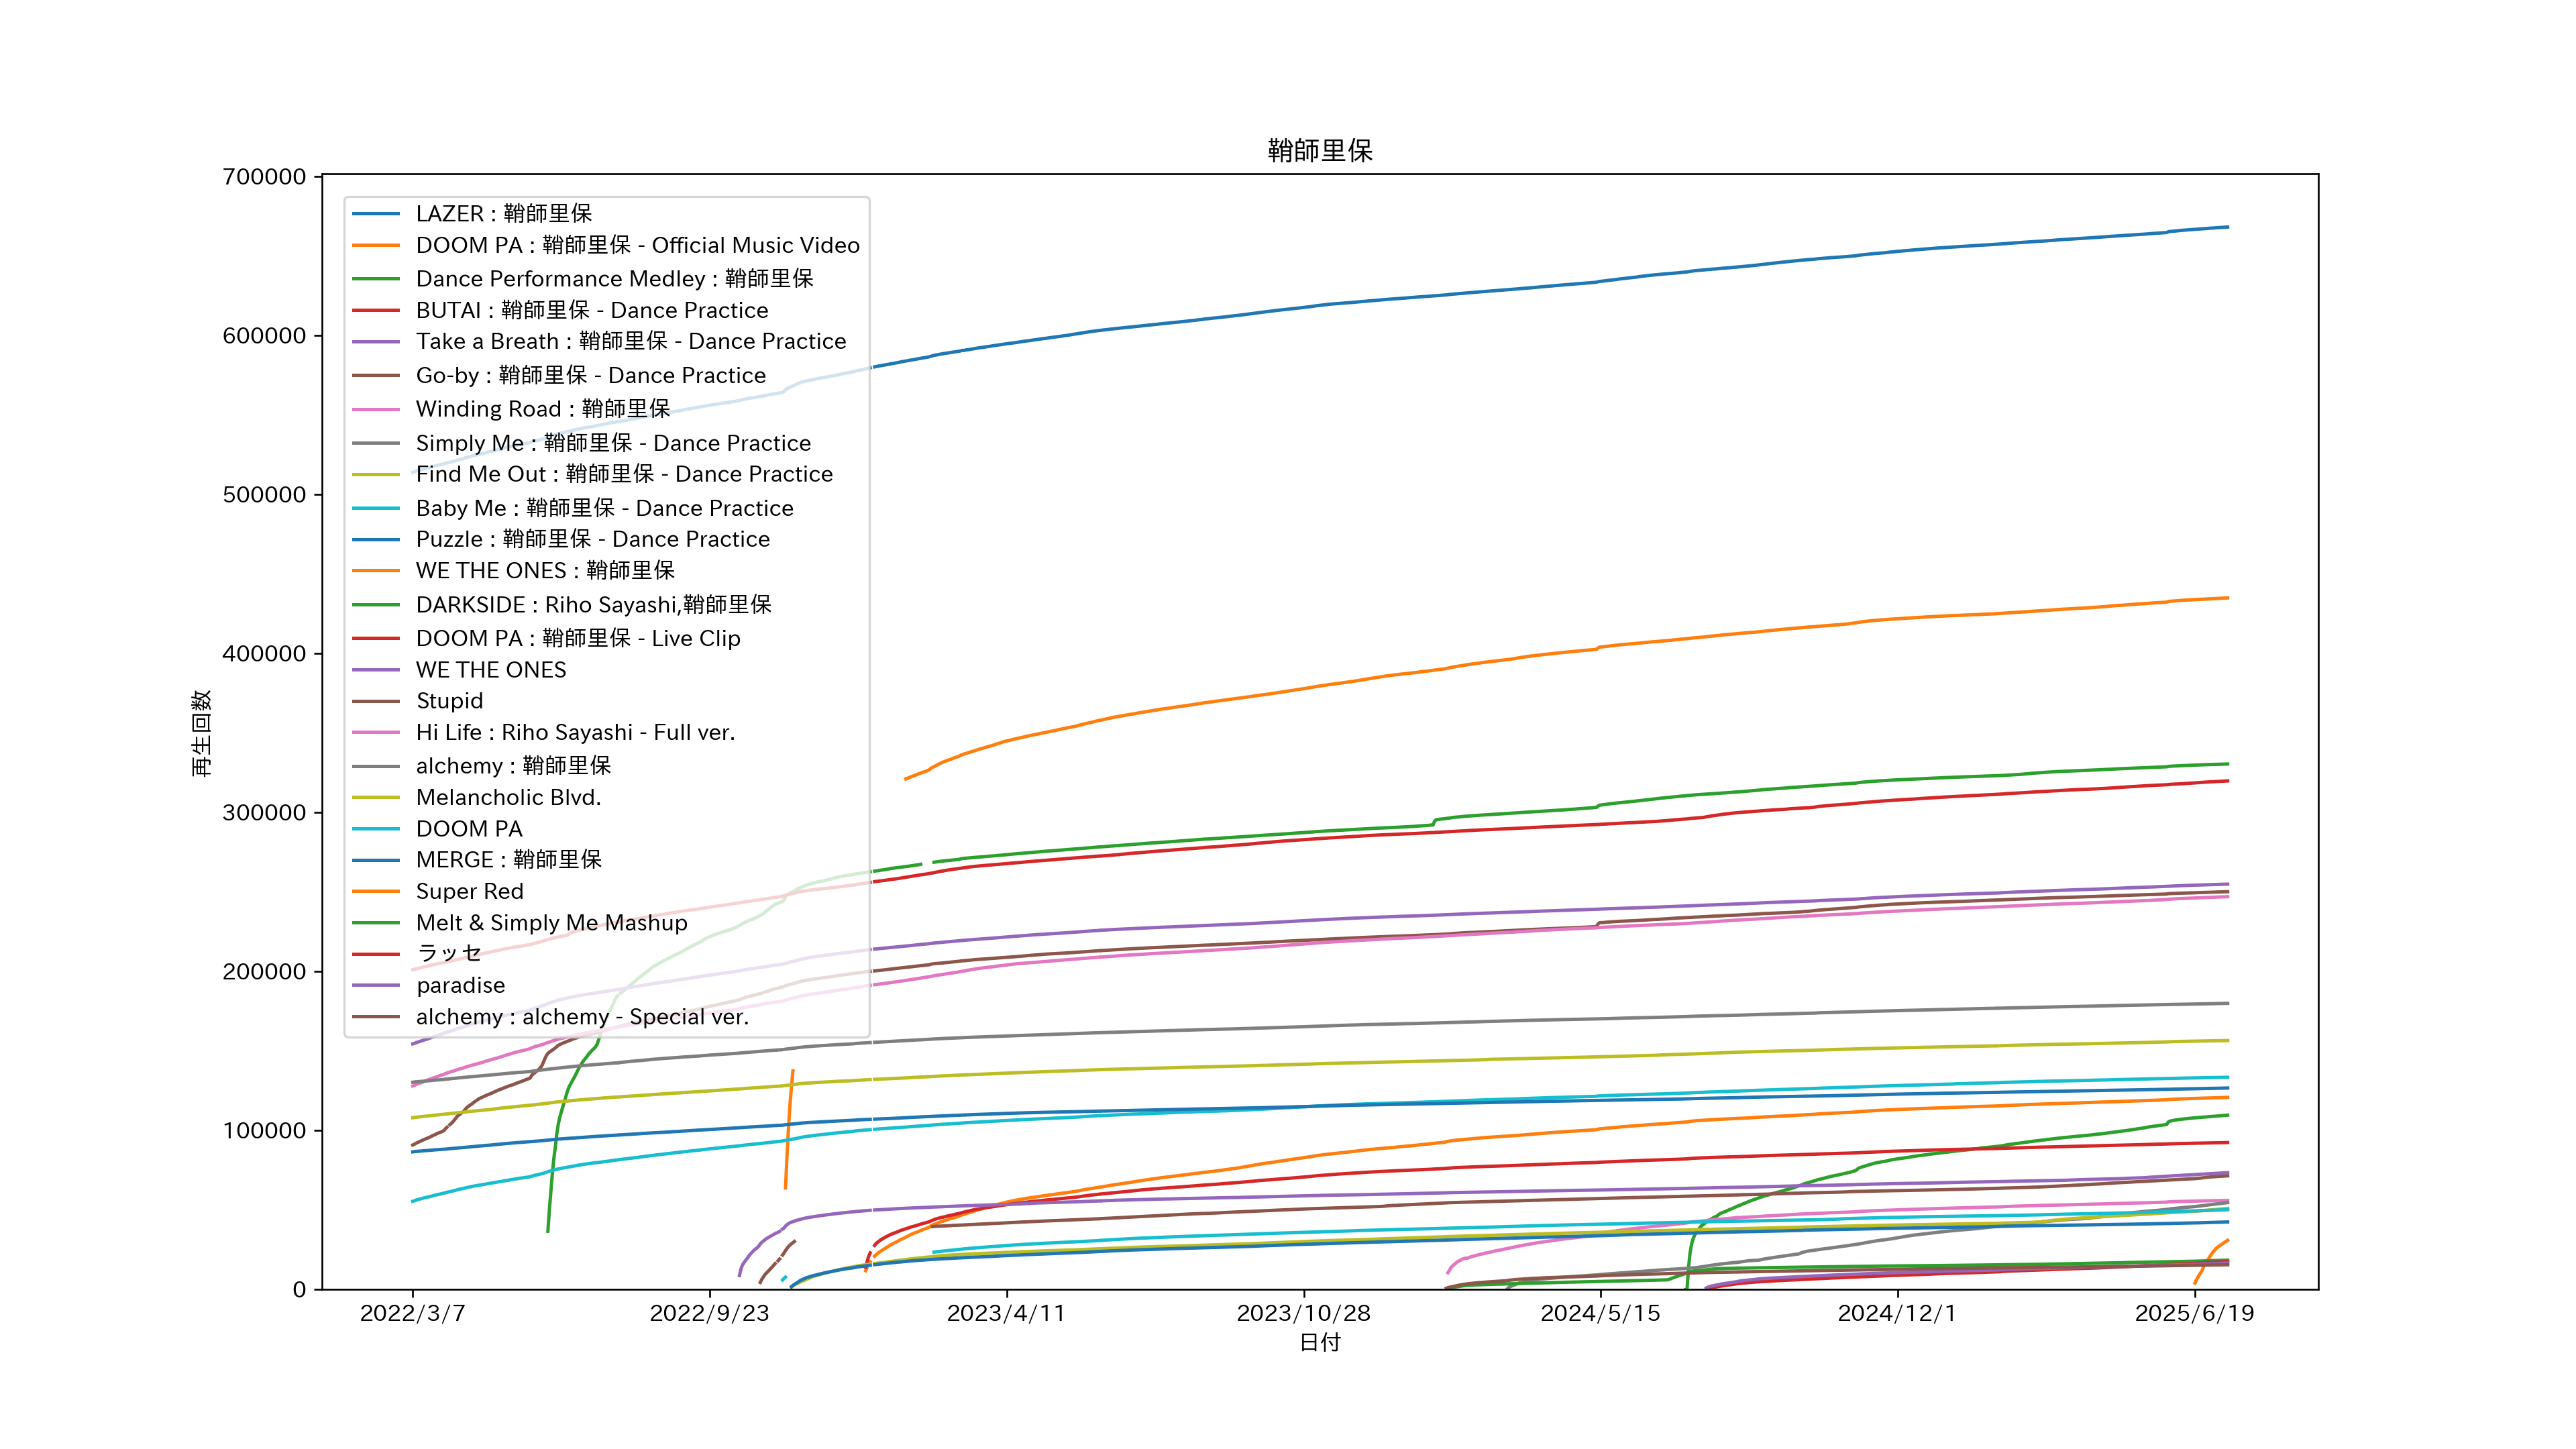 鞘師里保
700000
600000
500000
400000
300000
200000
100000
0
再生回数
LAZER : 鞘師里保
DOOM PA : 鞘師里保 - Official Music Video
Dance Performance Medley : 鞘師里保
BUTAI : 鞘師里保 - Dance Practice
Take a Breath : 鞘師里保 - Dance Practice
Go-by : 鞘師里保 - Dance Practice
Winding Road : 鞘師里保
Simply Me : 鞘師里保 - Dance Practice
Find Me Out : 鞘師里保 - Dance Practice
Baby Me : 鞘師里保 - Dance Practice
Puzzle : 鞘師里保 - Dance Practice
WE THE ONES : 鞘師里保
DARKSIDE : Riho Sayashi,鞘師里保
DOOM PA : 鞘師里保 - Live Clip
WE THE ONES
Stupid
Hi Life : Riho Sayashi - Full ver.
alchemy : 鞘師里保
Melancholic Blvd.
DOOM PA
MERGE : 鞘師里保
Super Red
Melt & Simply Me Mashup
ラッセ
paradise
alchemy : alchemy - Special ver.
2022/3/7 2022/9/23 2023/4/11 2023/10/28 2024/5/15 2024/12/1 2025/6/19
日付